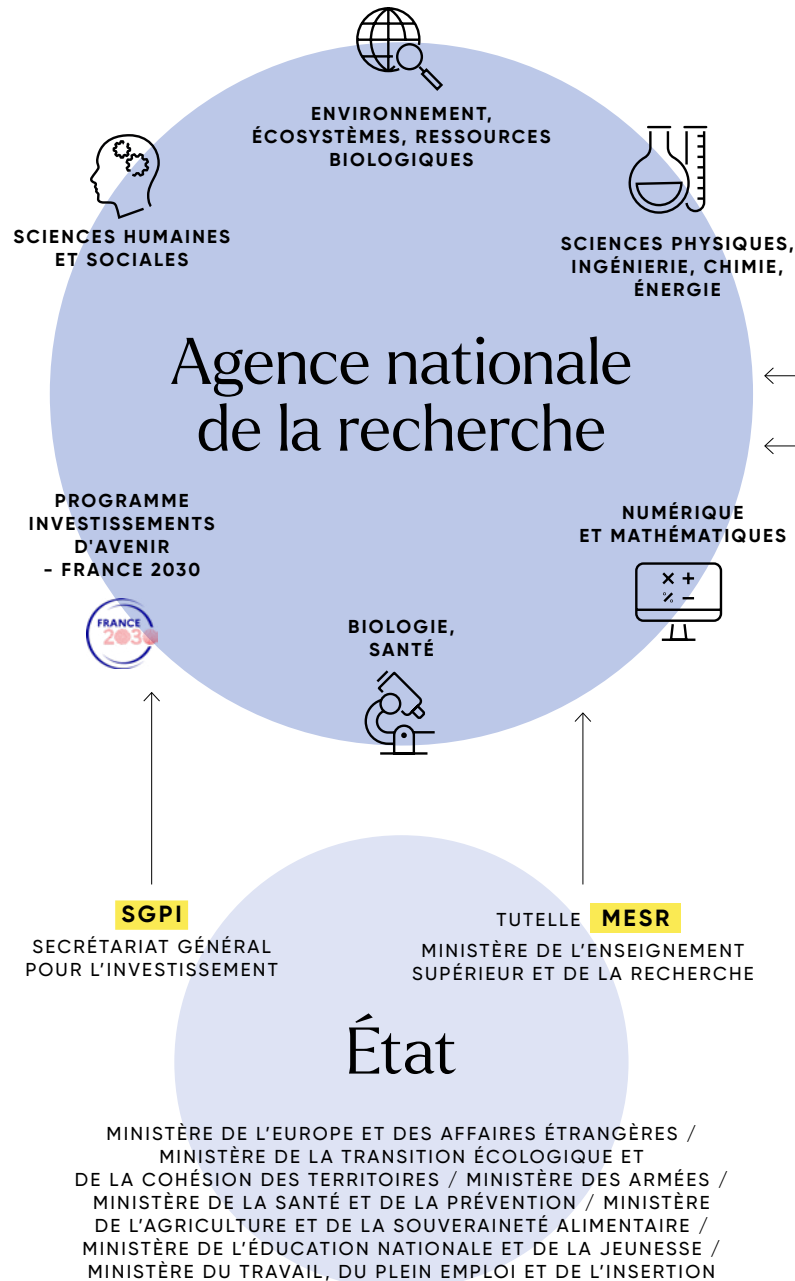 ENVIRONNEMENT,
ÉCOSYSTÈMES, RESSOURCES
BIOLOGIQUES
SCIENCES HUMAINES
ET SOCIALES
SCIENCES PHYSIQUES,
INGÉNIERIE, CHIMIE,
ÉNERGIE
Agence nationale
de la recherche
PROGRAMME
INVESTISSEMENTS
D'AVENIR
- FRANCE 2030
FRANCE
2030
NUMÉRIQUE
ET MATHÉMATIQUES
× +
% −
BIOLOGIE,
SANTÉ
SGPI
SECRÉTARIAT GÉNÉRAL
POUR L’INVESTISSEMENT
TUTELLE MESR
MINISTÈRE DE L’ENSEIGNEMENT
SUPÉRIEUR ET DE LA RECHERCHE
État
MINISTÈRE DE L’EUROPE ET DES AFFAIRES ÉTRANGÈRES /
MINISTÈRE DE LA TRANSITION ÉCOLOGIQUE ET
DE LA COHÉSION DES TERRITOIRES / MINISTÈRE DES ARMÉES /
MINISTÈRE DE LA SANTÉ ET DE LA PRÉVENTION / MINISTÈRE
DE L’AGRICULTURE ET DE LA SOUVERAINETÉ ALIMENTAIRE /
MINISTÈRE DE L’ÉDUCATION NATIONALE ET DE LA JEUNESSE /
MINISTÈRE DU TRAVAIL, DU PLEIN EMPLOI ET DE L’INSERTION